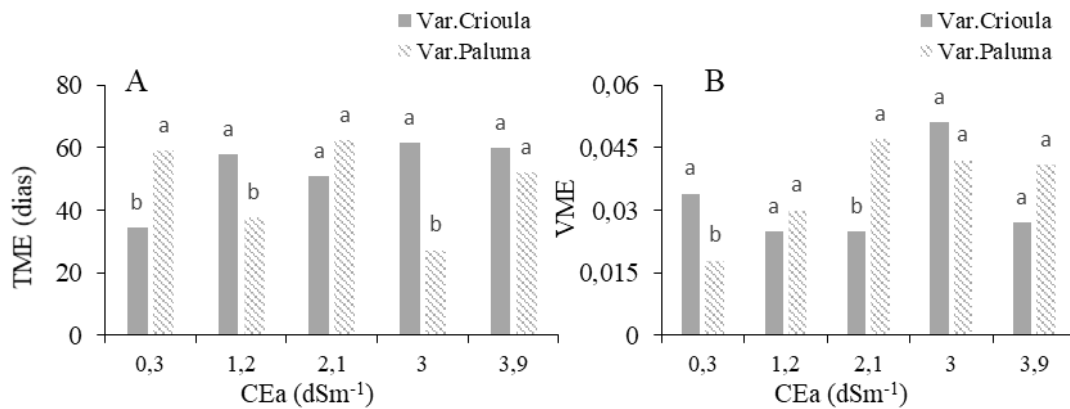 Var.Crioula
Var.Paluma
A
TME (dias)
80
60
40
20
0
b a a b a a a b a a
0,3 1,2 2,1 3 3,9
CEa (dSm⁻¹)
Var.Crioula
Var.Paluma
B
VME
0,06
0,045
0,03
0,015
0
a b a a b a a a a a
0,3 1,2 2,1 3 3,9
CEa (dSm⁻¹)